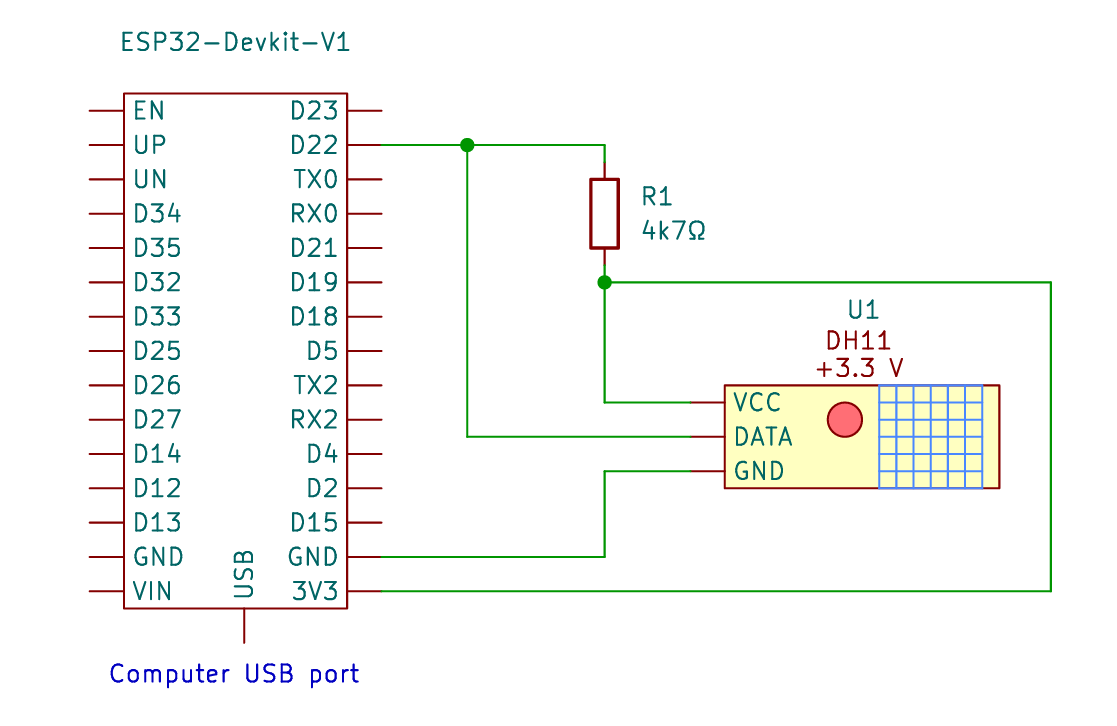 ESP32-Devkit-V1
EN
UP
UN
D34
D35
D32
D33
D25
D26
D27
D14
D12
D13
GND
VIN
D23
D22
TX0
RX0
D21
D19
D18
D5
TX2
RX2
D4
D2
D15
GND
3V3
USB
Computer USB port
R1
4k7Ω
U1
DH11
+3.3 V
VCC
DATA
GND